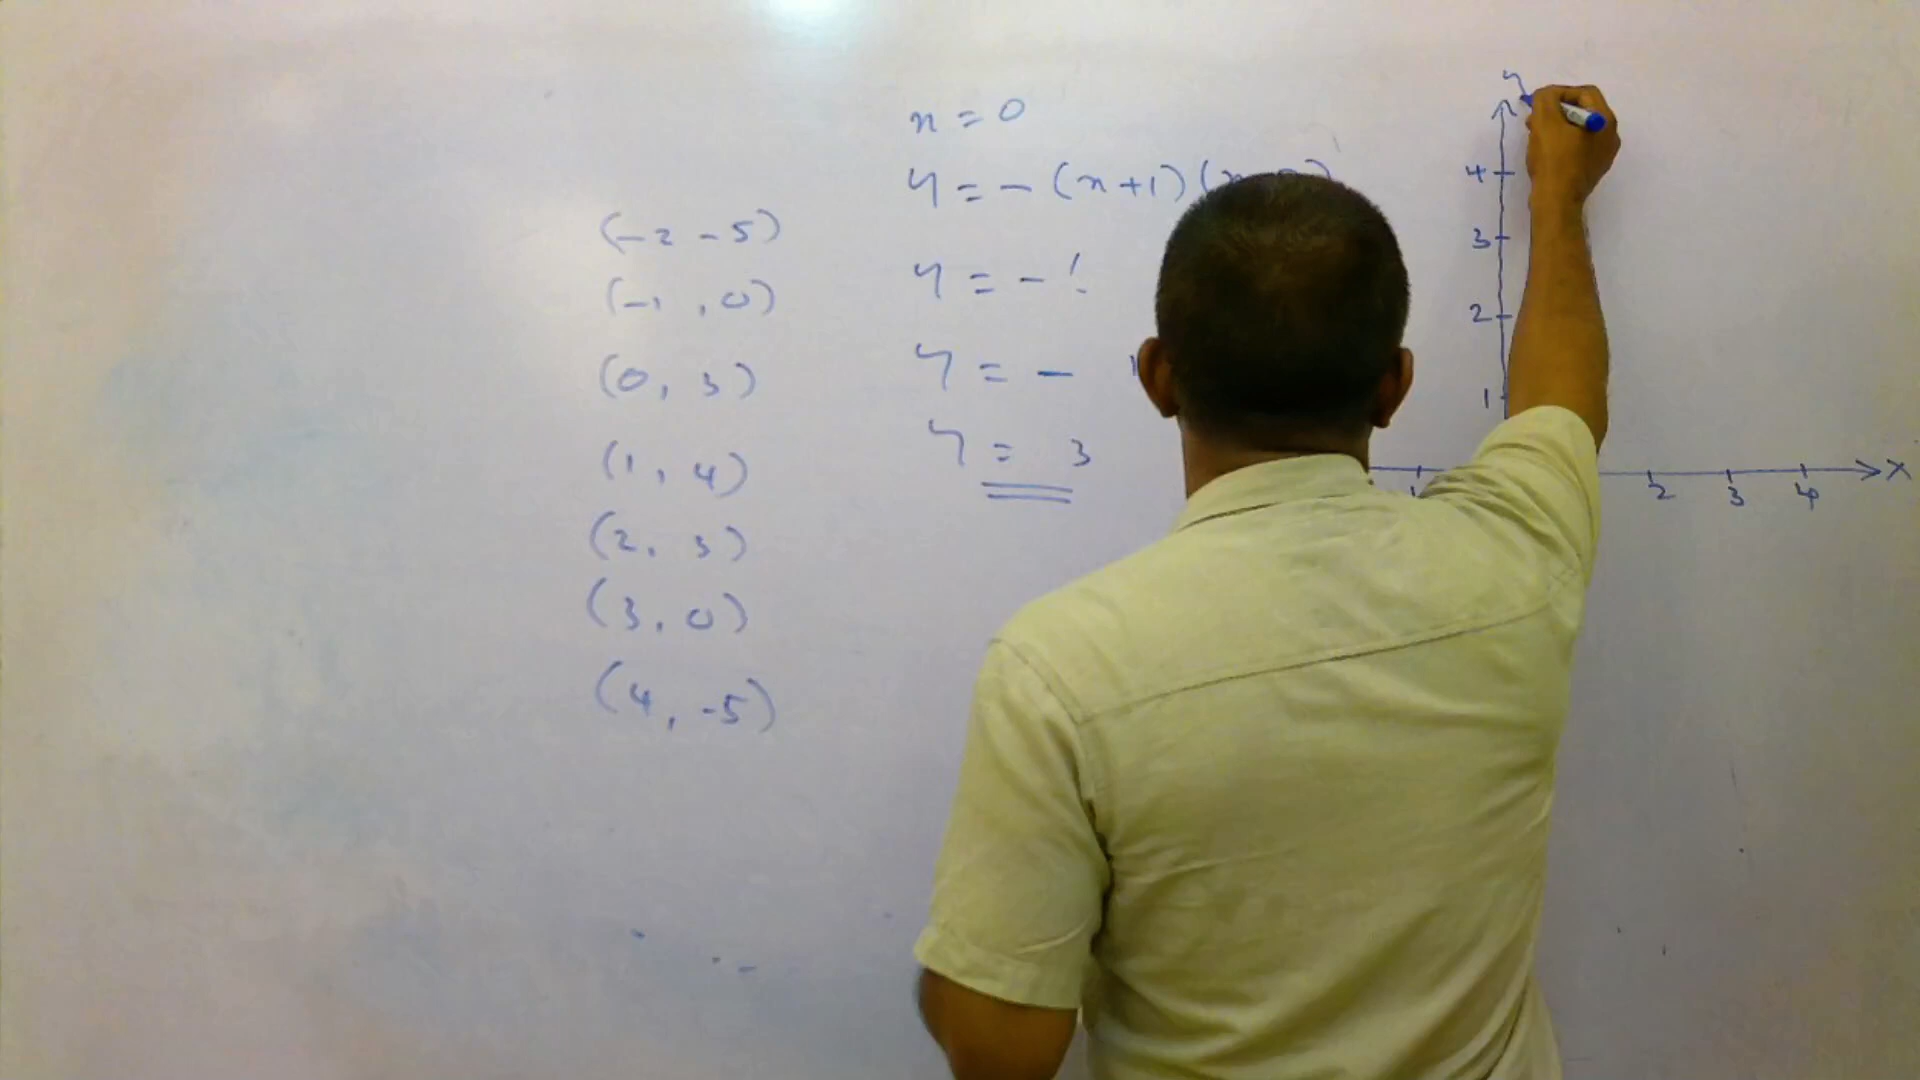 (-2 -5)
(-1, 0)
(0, 3)
(1, 4)
(2, 3)
(3, 0)
(4, -5)
x = 0
y = - (x+1)(
y = - !
y = -
y = 3
y
4
3
2
1
1 2 3 4 X